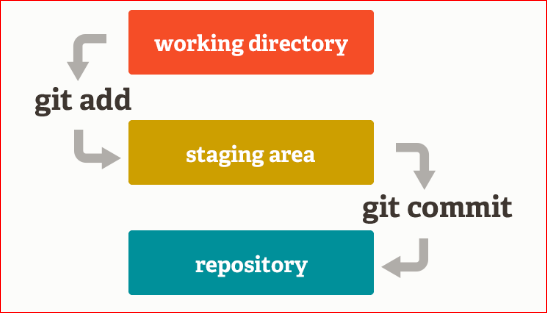 working directory
git add
staging area
git commit
repository